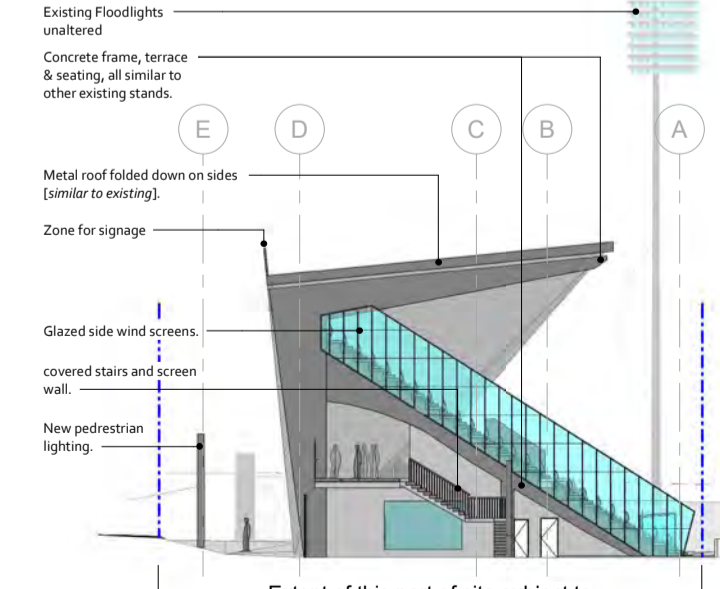 Existing Floodlights
unaltered
Concrete frame, terrace
& seating, all similar to
other existing stands.
E D C B A
Metal roof folded down on sides
[similar to existing].
Zone for signage
Glazed side wind screens.
covered stairs and screen
wall.
New pedrestrian
lighting.